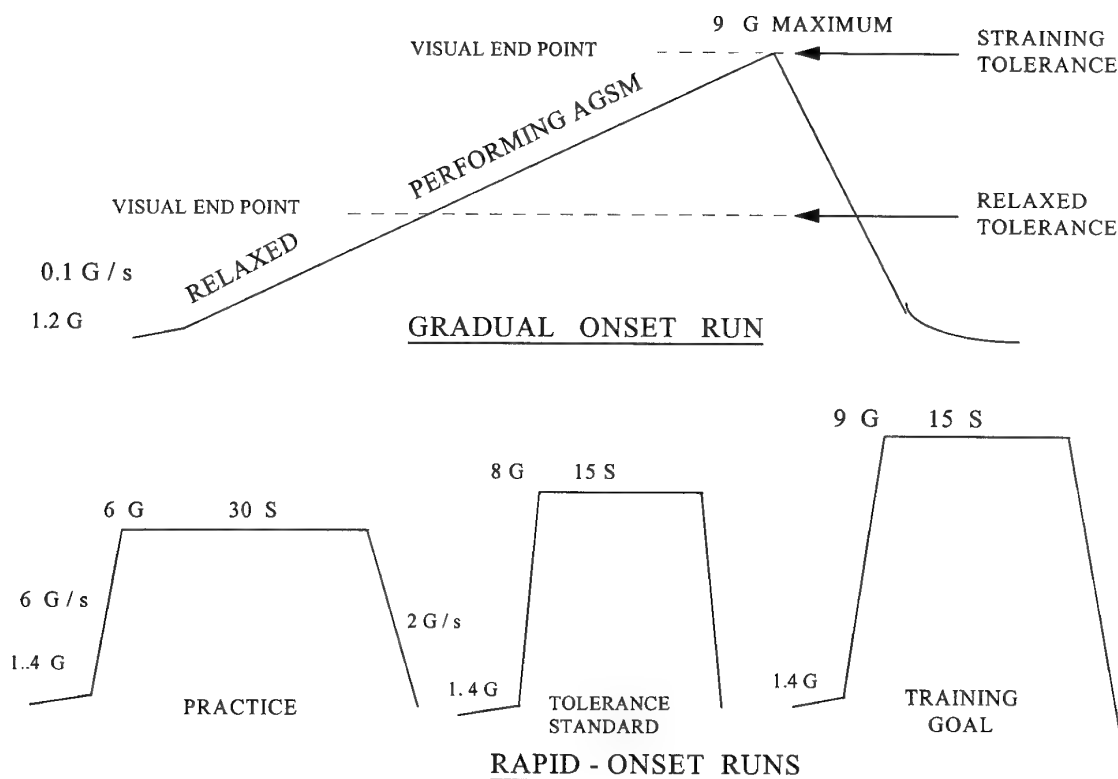 9 G MAXIMUM
VISUAL END POINT
STRAINING
TOLERANCE
PERFORMING AGSM
VISUAL END POINT
RELAXED
TOLERANCE
RELAXED
0.1 G / s
1.2 G
GRADUAL ONSET RUN
9 G 15 S
8 G 15 S
6 G 30 S
6 G / s
2 G / s
1..4 G
1.4 G
1.4 G
PRACTICE
TOLERANCE
STANDARD
TRAINING
GOAL
RAPID - ONSET RUNS